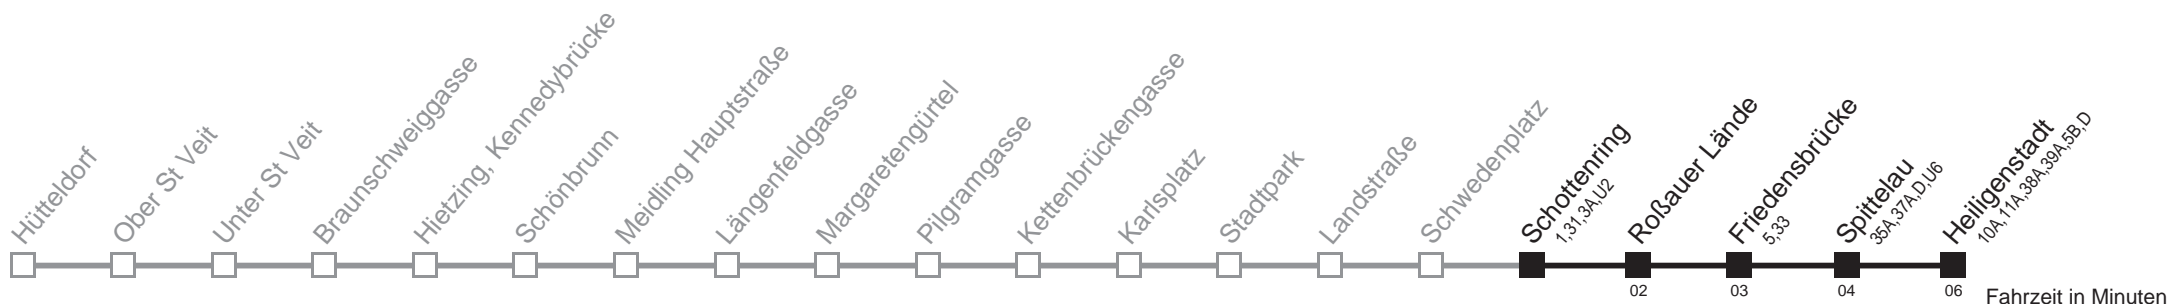 Hütteldorf
Ober St Veit
Unter St Veit
Braunschweiggasse
Hietzing, Kennedybrücke
Schönbrunn
Meidling Hauptstraße
Längenfeldgasse
Margaretengürtel
Pilgramgasse
Kettenbrückengasse
Karlsplatz
Stadtpark
Landstraße
Schwedenplatz
Schottenring
1,31,3A,U2
Roßauer Lände
Friedensbrücke
5,33
Spittelau
35A,37A,D,U6
Heiligenstadt
10A,11A,38A,39A,5B,D
02 03 04 06 Fahrzeit in Minuten